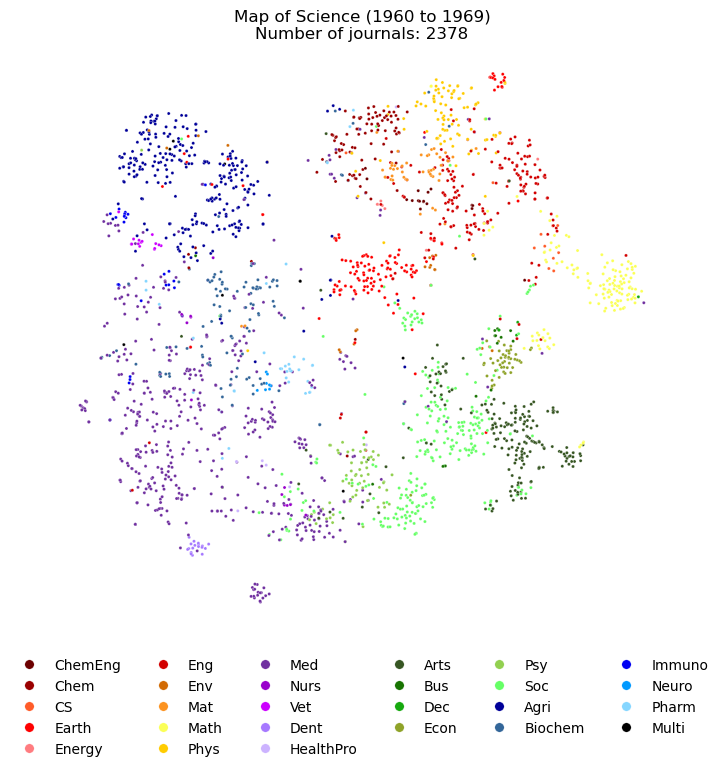 Map of Science (1960 to 1969)
Number of journals: 2378
ChemEng Eng Med Arts Psy Immuno
Chem Env Nurs Bus Soc Neuro
CS Mat Vet Dec Agri Pharm
Earth Math Dent Econ Biochem Multi
Energy Phys HealthPro